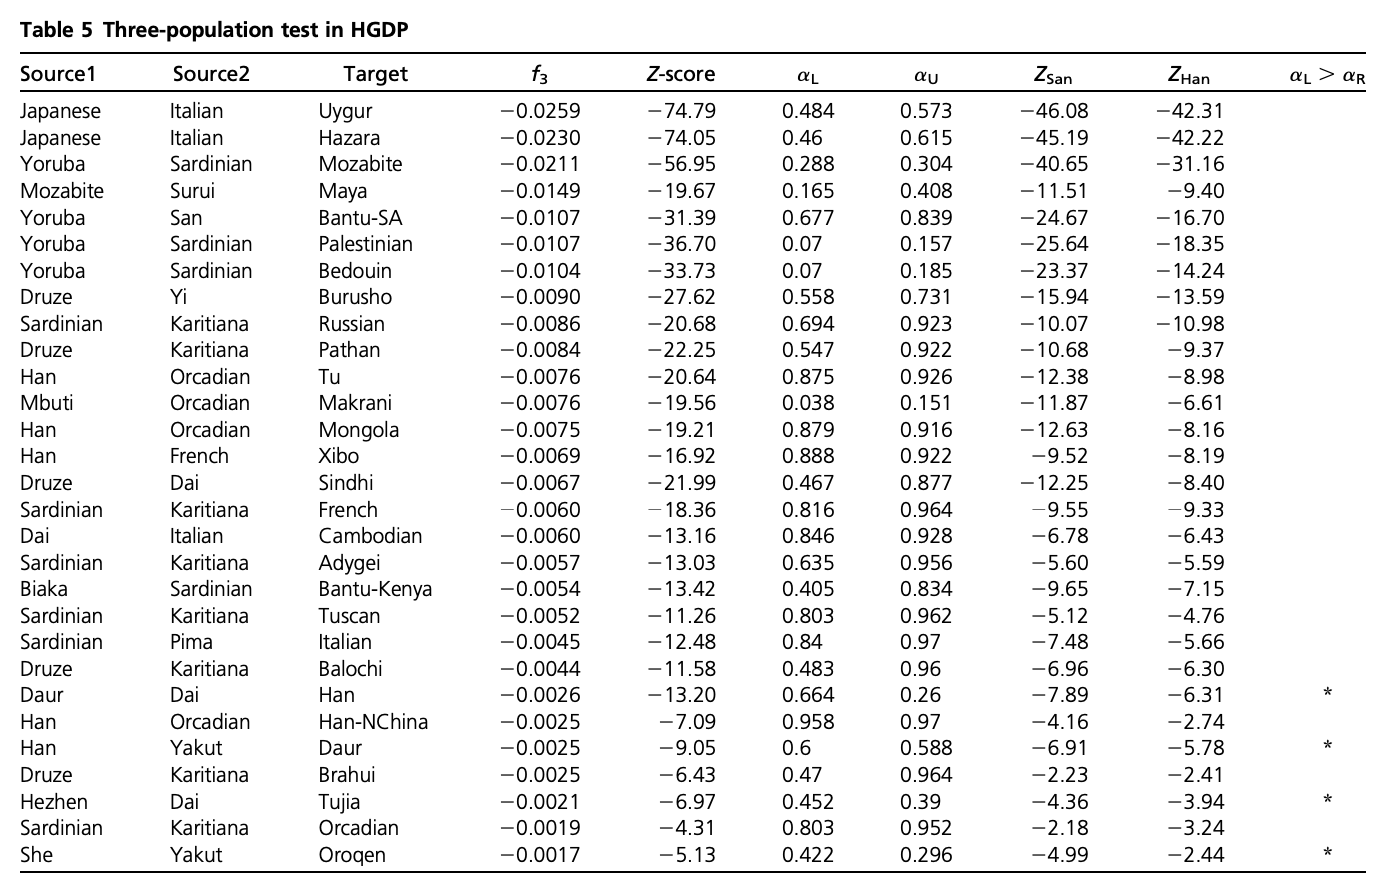 Table 5 Three-population test in HGDP
Source1 Source2 Target f3 Z-score αL αU ZSan ZHan αL > αR
Japanese Italian Uygur −0.0259 −74.79 0.484 0.573 −46.08 −42.31
Japanese Italian Hazara −0.0230 −74.05 0.46 0.615 −45.19 −42.22
Yoruba Sardinian Mozabite −0.0211 −56.95 0.288 0.304 −40.65 −31.16
Mozabite Surui Maya −0.0149 −19.67 0.165 0.408 −11.51 −9.40
Yoruba San Bantu-SA −0.0107 −31.39 0.677 0.839 −24.67 −16.70
Yoruba Sardinian Palestinian −0.0107 −36.70 0.07 0.157 −25.64 −18.35
Yoruba Sardinian Bedouin −0.0104 −33.73 0.07 0.185 −23.37 −14.24
Druze Yi Burusho −0.0090 −27.62 0.558 0.731 −15.94 −13.59
Sardinian Karitiana Russian −0.0086 −20.68 0.694 0.923 −10.07 −10.98
Druze Karitiana Pathan −0.0084 −22.25 0.547 0.922 −10.68 −9.37
Han Orcadian Tu −0.0076 −20.64 0.875 0.926 −12.38 −8.98
Mbuti Orcadian Makrani −0.0076 −19.56 0.038 0.151 −11.87 −6.61
Han Orcadian Mongola −0.0075 −19.21 0.879 0.916 −12.63 −8.16
Han French Xibo −0.0069 −16.92 0.888 0.922 −9.52 −8.19
Druze Dai Sindhi −0.0067 −21.99 0.467 0.877 −12.25 −8.40
Sardinian Karitiana French −0.0060 −18.36 0.816 0.964 −9.55 −9.33
Dai Italian Cambodian −0.0060 −13.16 0.846 0.928 −6.78 −6.43
Sardinian Karitiana Adygei −0.0057 −13.03 0.635 0.956 −5.60 −5.59
Biaka Sardinian Bantu-Kenya −0.0054 −13.42 0.405 0.834 −9.65 −7.15
Sardinian Karitiana Tuscan −0.0052 −11.26 0.803 0.962 −5.12 −4.76
Sardinian Pima Italian −0.0045 −12.48 0.84 0.97 −7.48 −5.66
Druze Karitiana Balochi −0.0044 −11.58 0.483 0.96 −6.96 −6.30
Daur Dai Han −0.0026 −13.20 0.664 0.26 −7.89 −6.31 *
Han Orcadian Han-NChina −0.0025 −7.09 0.958 0.97 −4.16 −2.74
Han Yakut Daur −0.0025 −9.05 0.6 0.588 −6.91 −5.78 *
Druze Karitiana Brahui −0.0025 −6.43 0.47 0.964 −2.23 −2.41
Hezhen Dai Tujia −0.0021 −6.97 0.452 0.39 −4.36 −3.94 *
Sardinian Karitiana Orcadian −0.0019 −4.31 0.803 0.952 −2.18 −3.24
She Yakut Oroqen −0.0017 −5.13 0.422 0.296 −4.99 −2.44 *